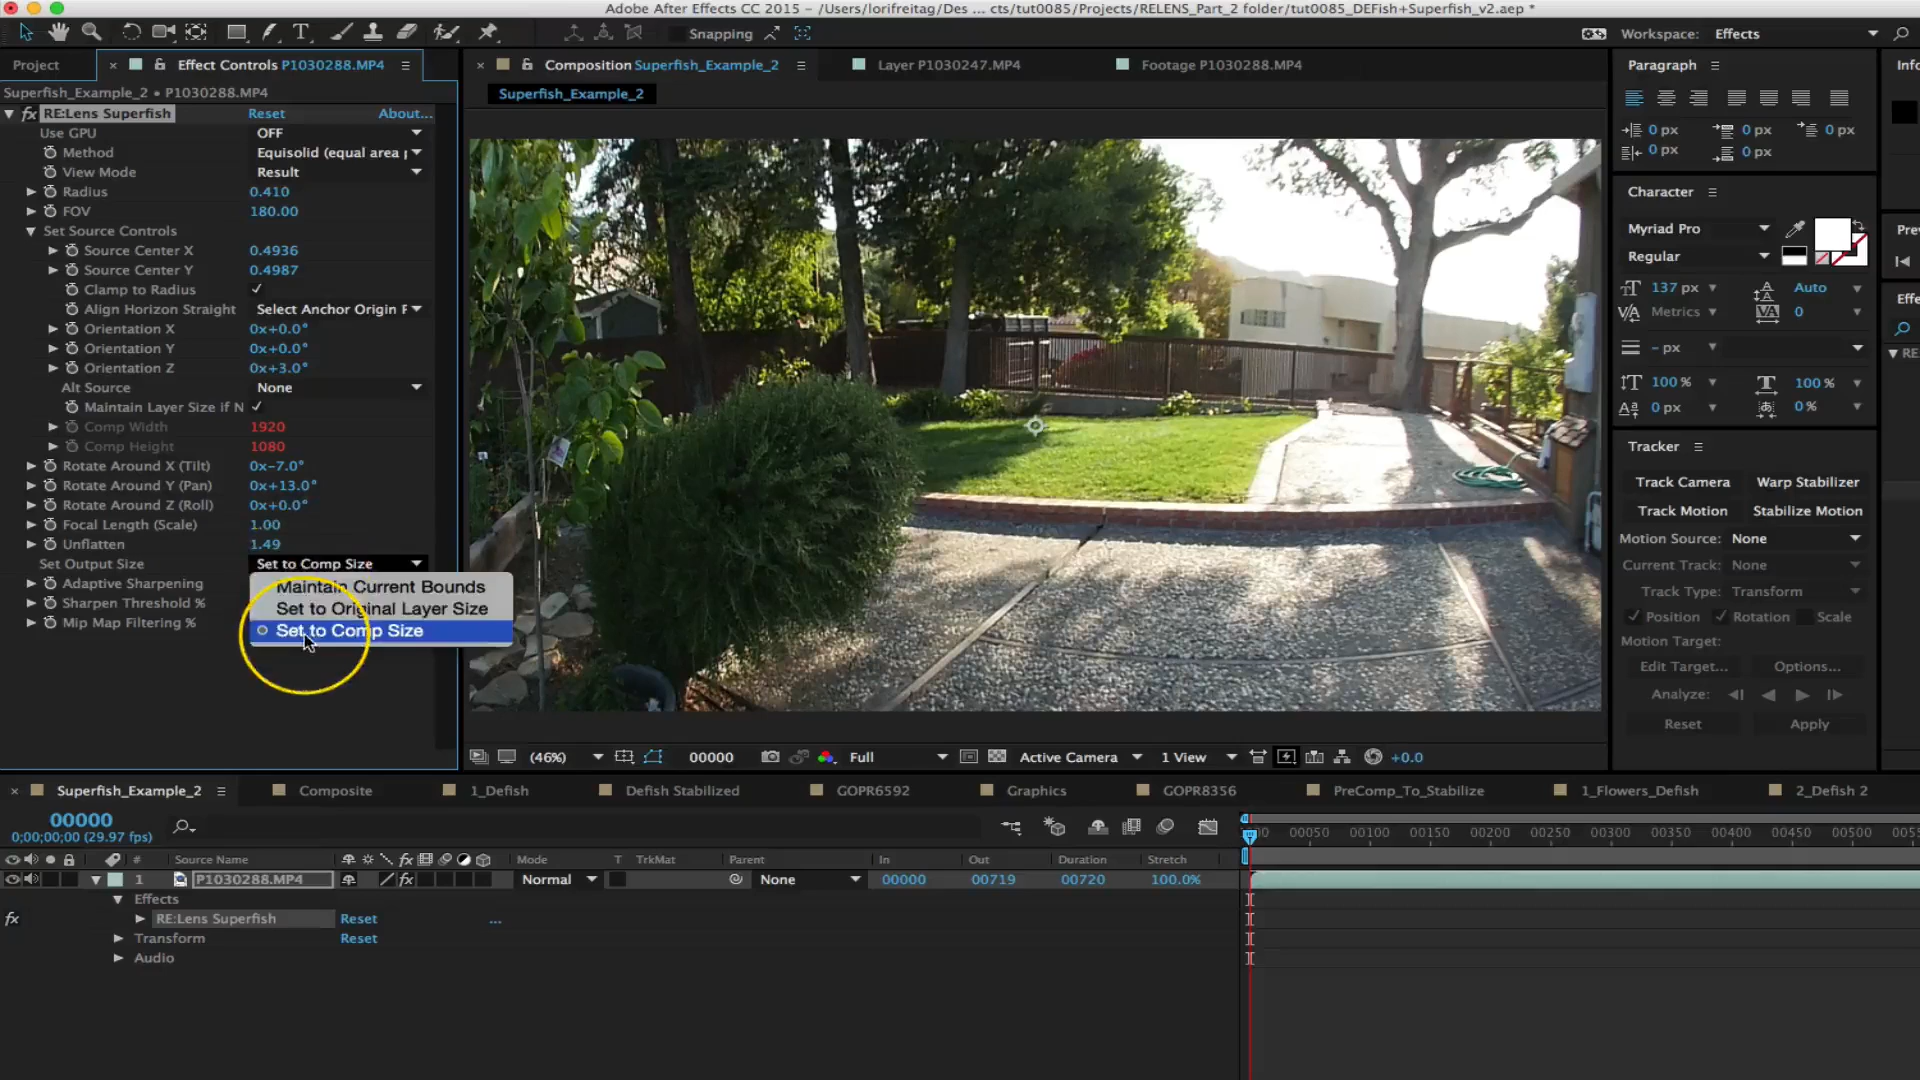 Adobe After Effects CC 2015 – /Users/lorifreitag/Des ... cts/tut0085/Projects/RELENS_Part_2 folder/tut0085_DEFish+Superfish_v2.aep *
Snapping
Workspace: Effects
Project
Effect Controls P1030288.MP4
Superfish_Example_2 • P1030288.MP4
fx RE:Lens Superfish Reset About...
Use GPU OFF
Method Equisolid (equal area
View Mode Result
Radius 0.410
FOV 180.00
Set Source Controls
Source Center X 0.4936
Source Center Y 0.4987
Clamp to Radius ✓
Align Horizon Straight Select Anchor Origin F
Orientation X 0x+0.0°
Orientation Y 0x+0.0°
Orientation Z 0x+3.0°
Alt Source None
Maintain Layer Size if N ✓
Comp Width 1920
Comp Height 1080
Rotate Around X (Tilt) 0x-7.0°
Rotate Around Y (Pan) 0x+13.0°
Rotate Around Z (Roll) 0x+0.0°
Focal Length (Scale) 1.00
Unflatten 1.49
Set Output Size Set to Comp Size
Adaptive Sharpening
Sharpen Threshold %
Mip Map Filtering %
Maintain Current Bounds
Set to Original Layer Size
Set to Comp Size
Composition Superfish_Example_2
Layer P1030247.MP4
Footage P1030288.MP4
Superfish_Example_2
(46%) 00000 Full Active Camera 1 View +0.0
Paragraph
0 px 0 px 0 px
0 px 0 px
Character
Myriad Pro
Regular
137 px Auto
Metrics 0
- px
100 % 100 %
0 px 0 %
Tracker
Track Camera Warp Stabilizer
Track Motion Stabilize Motion
Motion Source: None
Current Track: None
Track Type: Transform
Position Rotation Scale
Motion Target:
Edit Target... Options...
Analyze:
Reset Apply
Info
Prev
Effe
RE
Superfish_Example_2 Composite 1_Defish Defish Stabilized GOPR6592 Graphics GOPR8356 PreComp_To_Stabilize 1_Flowers_Defish 2_Defish 2
00000
0;00;00;00 (29.97 fps)
00 00050 00100 00150 00200 00250 00300 00350 00400 00450 00500 0055
# Source Name fx Mode T TrkMat Parent In Out Duration Stretch
1 P1030288.MP4 fx Normal None 00000 00719 00720 100.0%
Effects
fx RE:Lens Superfish Reset ...
Transform Reset
Audio